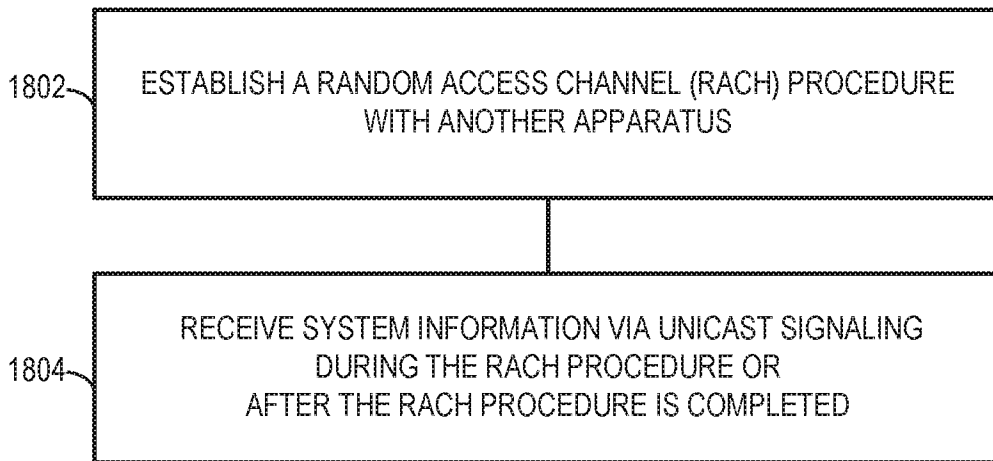 1802
ESTABLISH A RANDOM ACCESS CHANNEL (RACH) PROCEDURE
WITH ANOTHER APPARATUS
1804
RECEIVE SYSTEM INFORMATION VIA UNICAST SIGNALING
DURING THE RACH PROCEDURE OR
AFTER THE RACH PROCEDURE IS COMPLETED